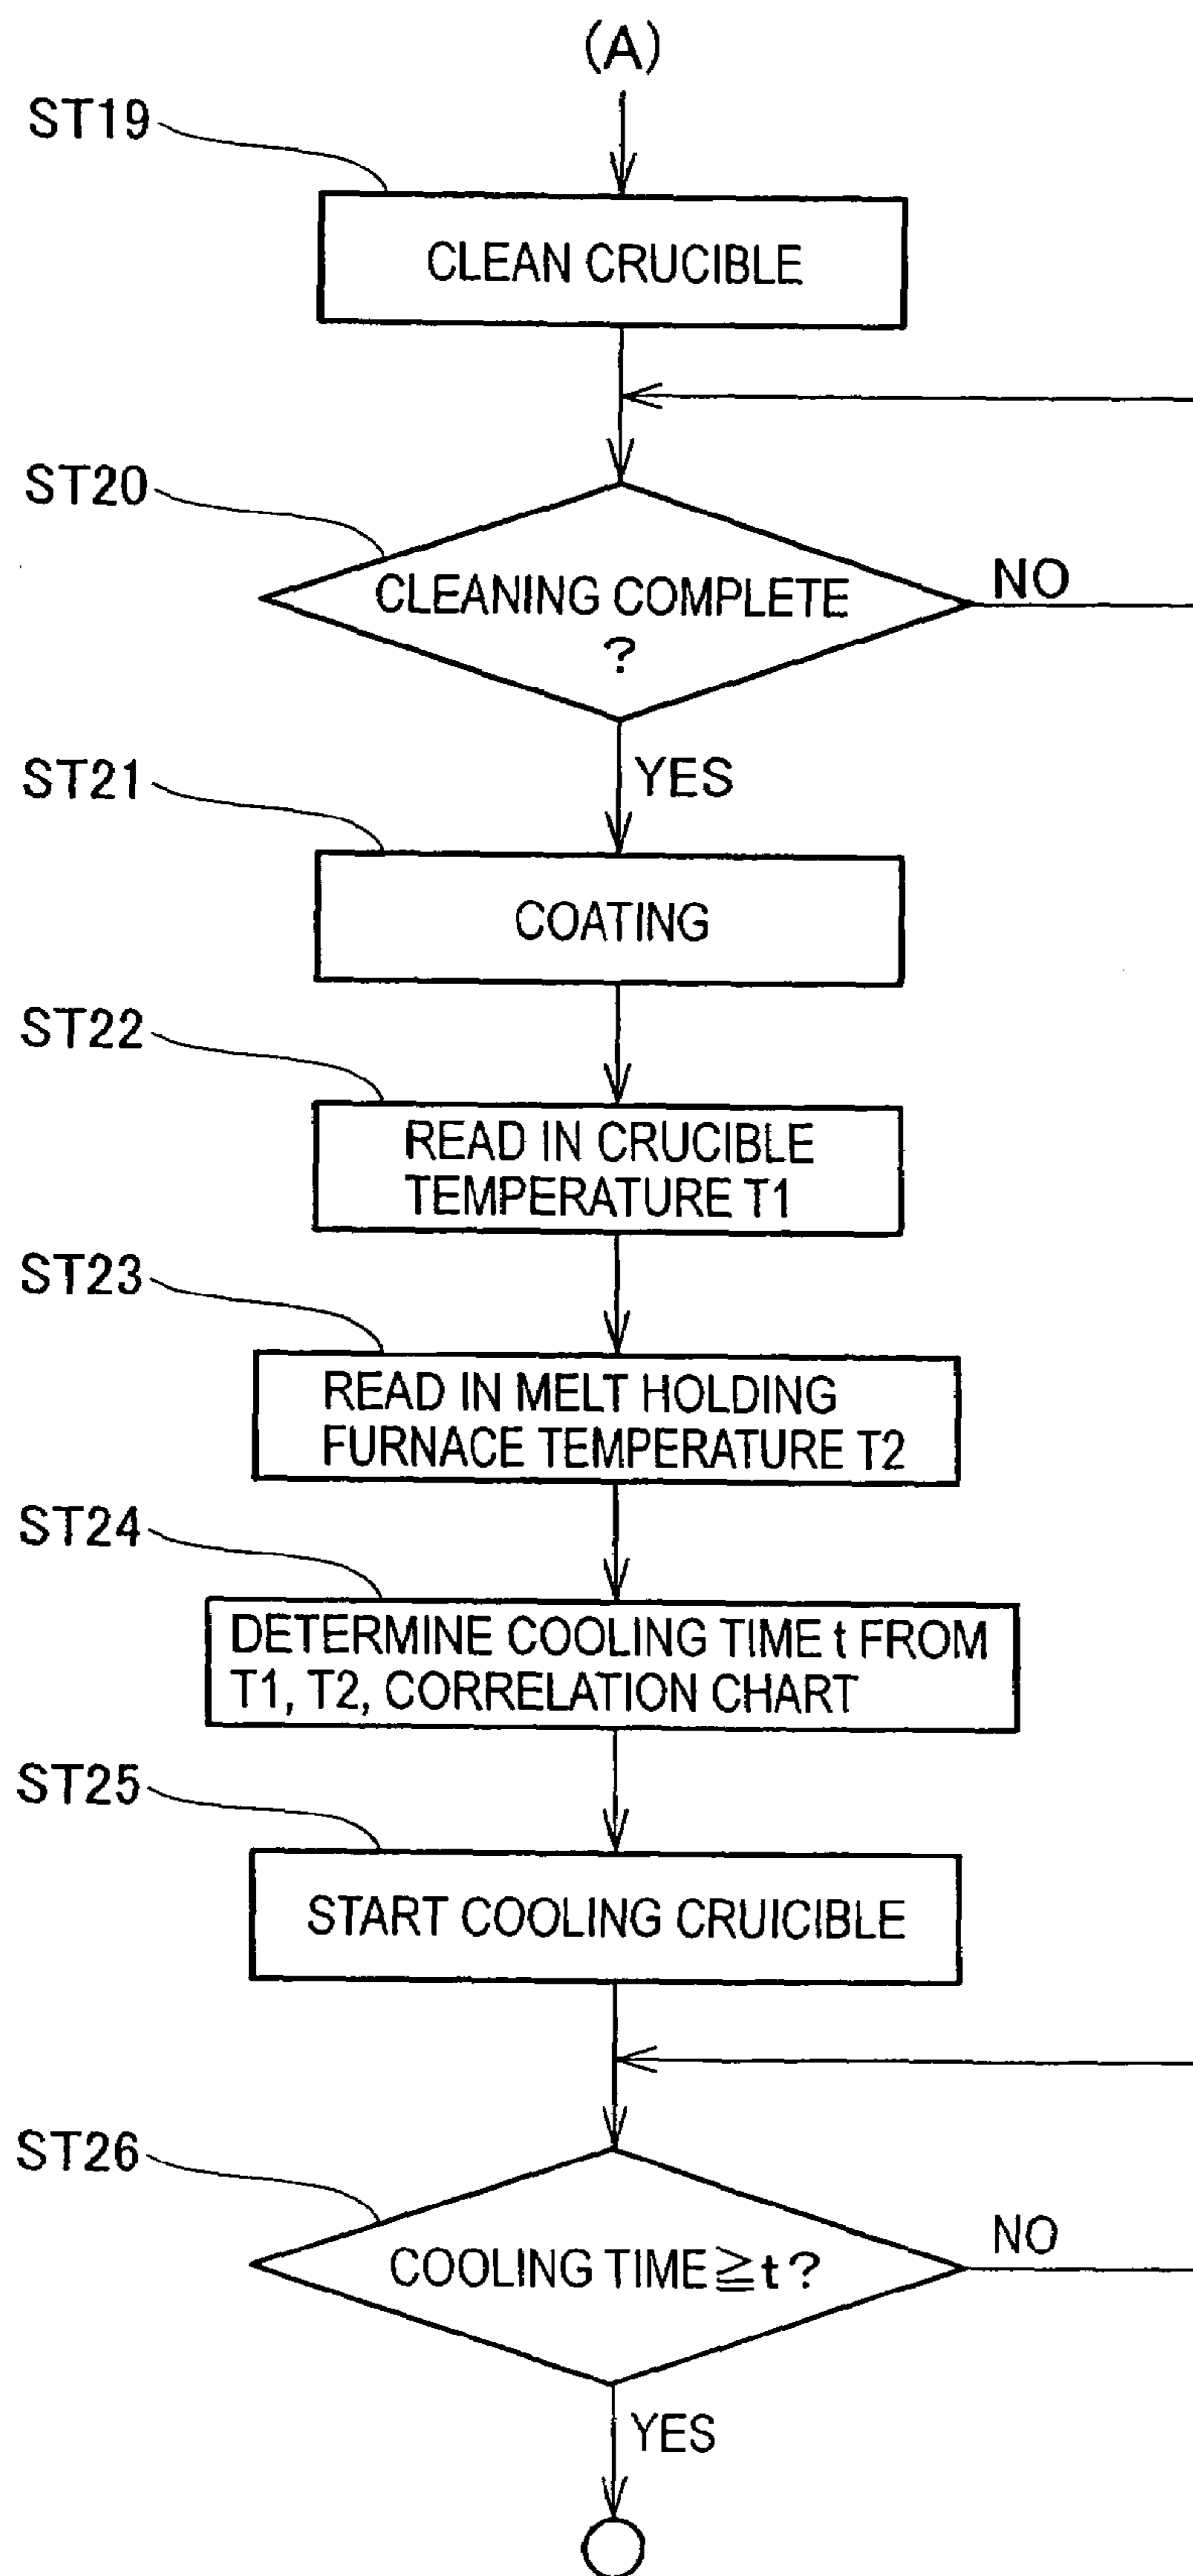 (A)
ST19
CLEAN CRUCIBLE
ST20
CLEANING COMPLETE
?
NO
YES
ST21
COATING
ST22
READ IN CRUCIBLE
TEMPERATURE T1
ST23
READ IN MELT HOLDING
FURNACE TEMPERATURE T2
ST24
DETERMINE COOLING TIME t FROM
T1, T2, CORRELATION CHART
ST25
START COOLING CRUICIBLE
ST26
COOLING TIME≧t?
NO
YES